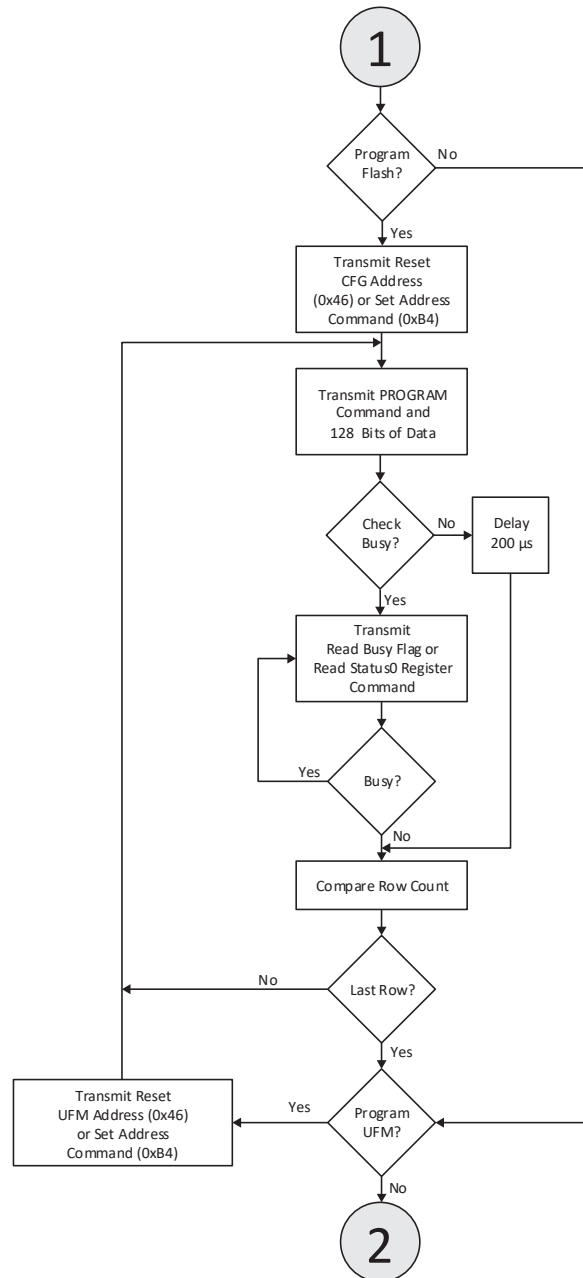 1
Program
Flash?
No
Yes
Transmit Reset
CFG Address
(0x46) or Set Address
Command (0xB4)
Transmit PROGRAM
Command and
128 Bits of Data
Check
Busy?
No
Delay
200 µs
Yes
Transmit
Read Busy Flag or
Read Status0 Register
Command
Yes
Busy?
No
Compare Row Count
No
Last Row?
Yes
Transmit Reset
UFM Address (0x46)
or Set Address
Command (0xB4)
Yes
Program
UFM?
No
2